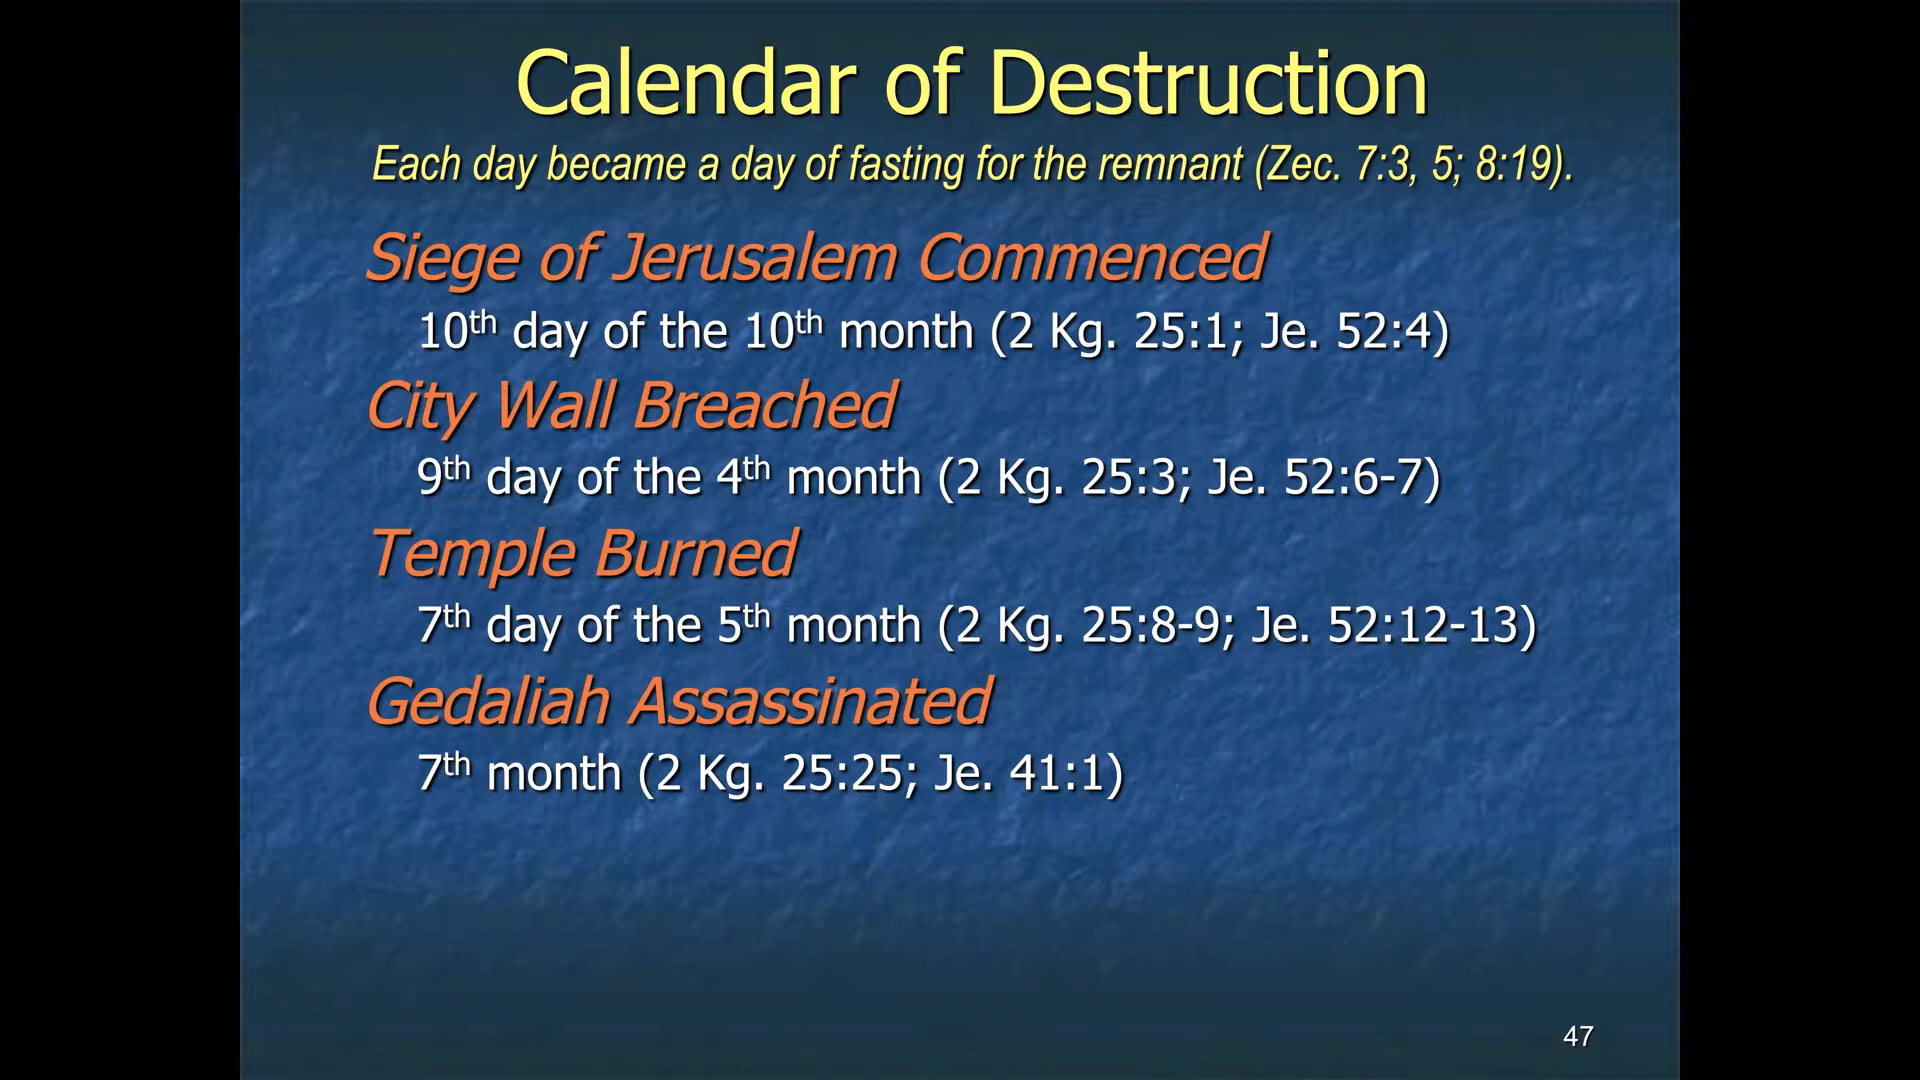 Calendar of Destruction
Each day became a day of fasting for the remnant (Zec. 7:3, 5; 8:19).
Siege of Jerusalem Commenced
10th day of the 10th month (2 Kg. 25:1; Je. 52:4)
City Wall Breached
9th day of the 4th month (2 Kg. 25:3; Je. 52:6-7)
Temple Burned
7th day of the 5th month (2 Kg. 25:8-9; Je. 52:12-13)
Gedaliah Assassinated
7th month (2 Kg. 25:25; Je. 41:1)
47